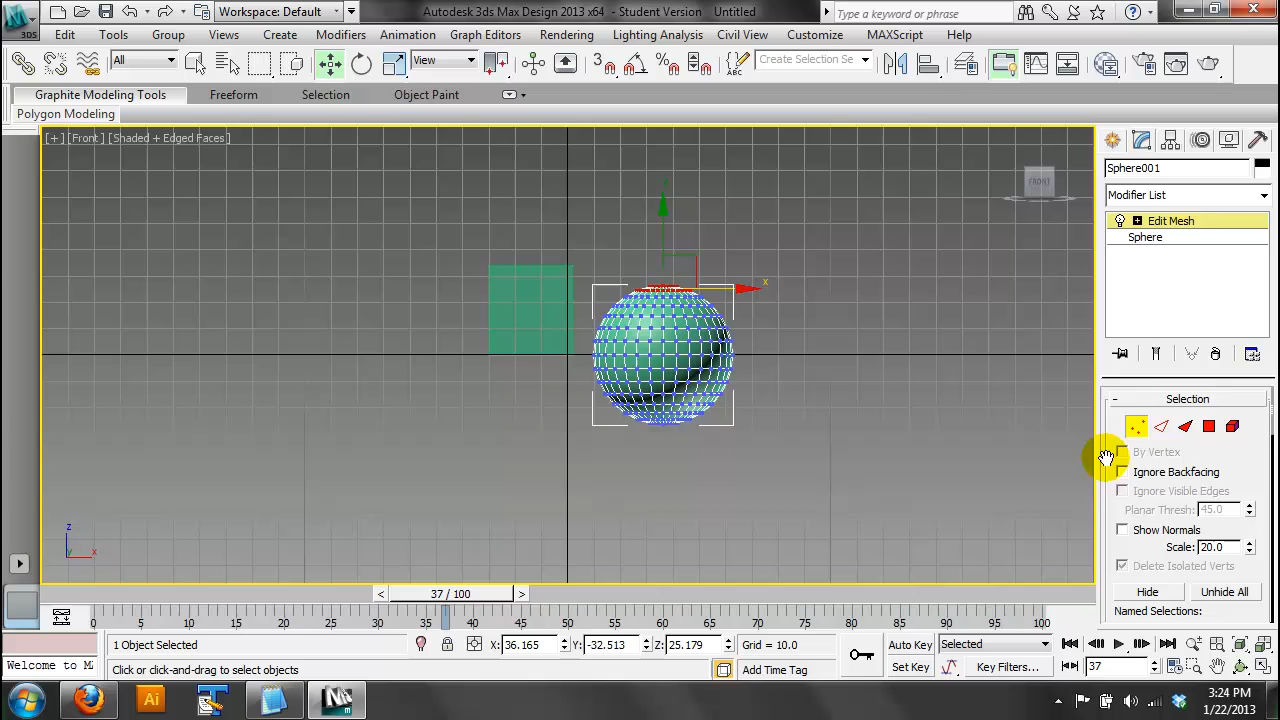 3DS
Workspace: Default
Autodesk 3ds Max Design 2013 x64 - Student Version Untitled
Type a keyword or phrase
Edit Tools Group Views Create Modifiers Animation Graph Editors Rendering Lighting Analysis Civil View Customize MAXScript Help
All
View
3
Create Selection Se
Graphite Modeling Tools Freeform Selection Object Paint
Polygon Modeling
[ + ] [Front ] [Shaded + Edged Faces ]
FRONT
x
z
y x
Sphere001
Modifier List
Edit Mesh
Sphere
- Selection
By Vertex
Ignore Backfacing
Ignore Visible Edges
Planar Thresh: 45.0
Show Normals
Scale: 20.0
Delete Isolated Verts
Hide Unhide All
Named Selections:
< 37 / 100 >
0 5 10 15 20 25 30 35 40 45 50 55 60 65 70 75 80 85 90 95 100
1 Object Selected
X: 36.165 Y: -32.513 Z: 25.179
Grid = 10.0
Auto Key Selected
Welcome to M
Click or click-and-drag to select objects
Add Time Tag
Set Key Key Filters...
37
Ai
3:24 PM
1/22/2013